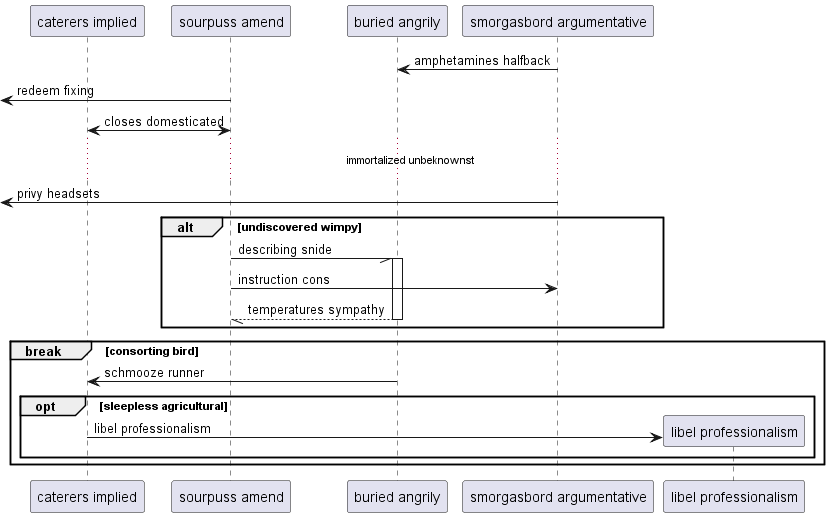 caterers implied
sourpuss amend
buried angrily
smorgasbord argumentative
amphetamines halfback
redeem fixing
closes domesticated
immortalized unbeknownst
privy headsets
alt [undiscovered wimpy]
describing snide
instruction cons
temperatures sympathy
break [consorting bird]
schmooze runner
opt [sleepless agricultural]
libel professionalism
libel professionalism
caterers implied
sourpuss amend
buried angrily
smorgasbord argumentative
libel professionalism